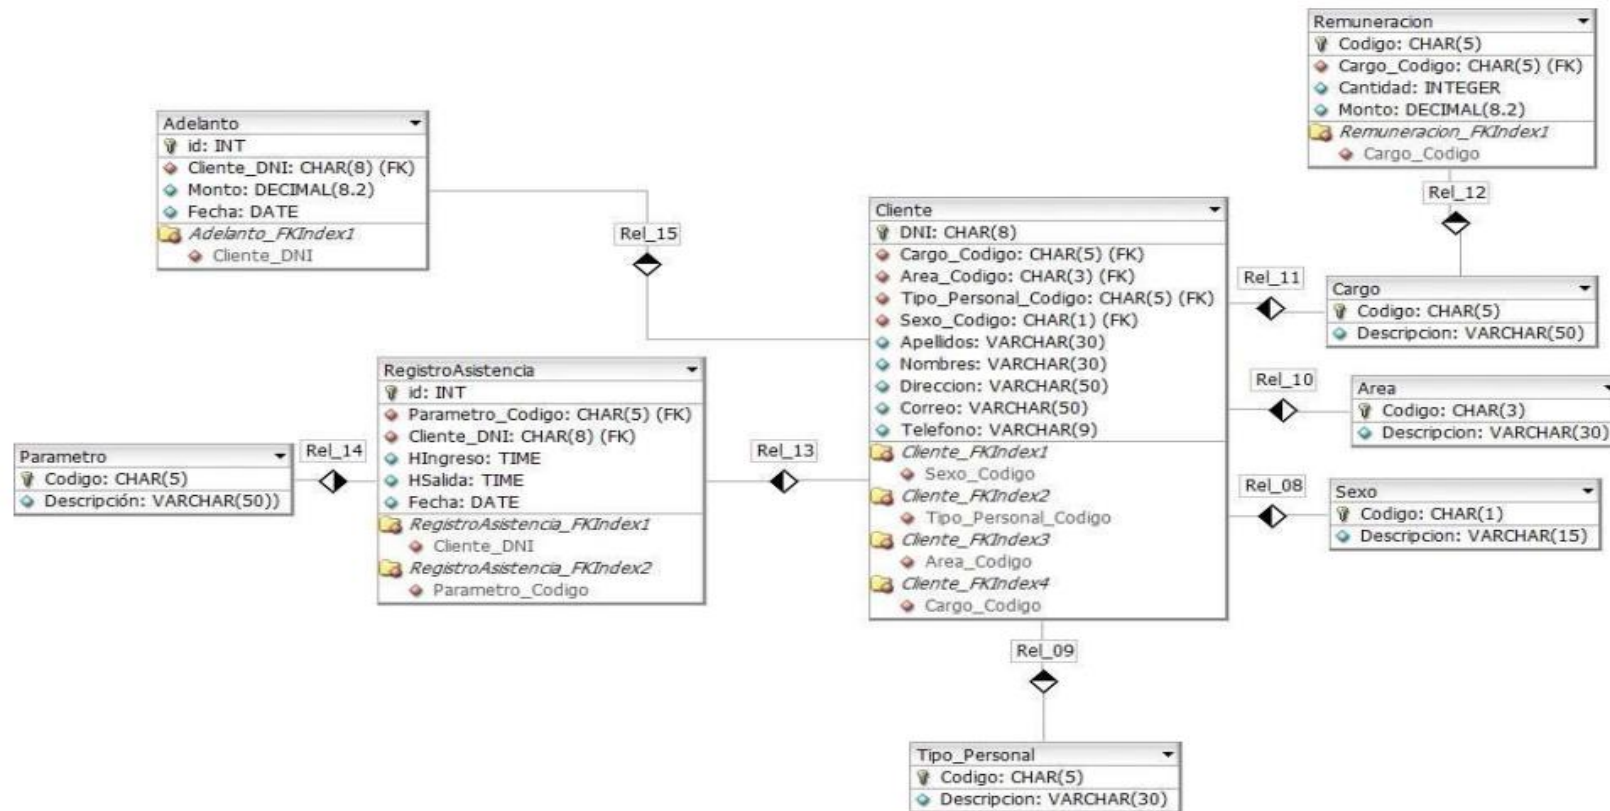 Remuneracion
Codigo: CHAR(5)
Cargo_Codigo: CHAR(5) (FK)
Cantidad: INTEGER
Monto: DECIMAL(8.2)
Remuneracion_FKIndex1
Cargo_Codigo
Adelanto
id: INT
Cliente_DNI: CHAR(8) (FK)
Monto: DECIMAL(8.2)
Fecha: DATE
Adelanto_FKIndex1
Cliente_DNI
Rel_15
Rel_12
Cliente
DNI: CHAR(8)
Cargo_Codigo: CHAR(5) (FK)
Area_Codigo: CHAR(3) (FK)
Tipo_Personal_Codigo: CHAR(5) (FK)
Sexo_Codigo: CHAR(1) (FK)
Apellidos: VARCHAR(30)
Nombres: VARCHAR(30)
Direccion: VARCHAR(50)
Correo: VARCHAR(50)
Telefono: VARCHAR(9)
Cliente_FKIndex1
Sexo_Codigo
Cliente_FKIndex2
Tipo_Personal_Codigo
Cliente_FKIndex3
Area_Codigo
Cliente_FKIndex4
Cargo_Codigo
Rel_11
Cargo
Codigo: CHAR(5)
Descripcion: VARCHAR(50)
Rel_10
Area
Codigo: CHAR(3)
Descripcion: VARCHAR(30)
Rel_08
Sexo
Codigo: CHAR(1)
Descripcion: VARCHAR(15)
RegistroAsistencia
id: INT
Parametro_Codigo: CHAR(5) (FK)
Cliente_DNI: CHAR(8) (FK)
HIngreso: TIME
HSalida: TIME
Fecha: DATE
RegistroAsistencia_FKIndex1
Cliente_DNI
RegistroAsistencia_FKIndex2
Parametro_Codigo
Rel_13
Rel_14
Parametro
Codigo: CHAR(5)
Descripción: VARCHAR(50))
Rel_09
Tipo_Personal
Codigo: CHAR(5)
Descripcion: VARCHAR(30)